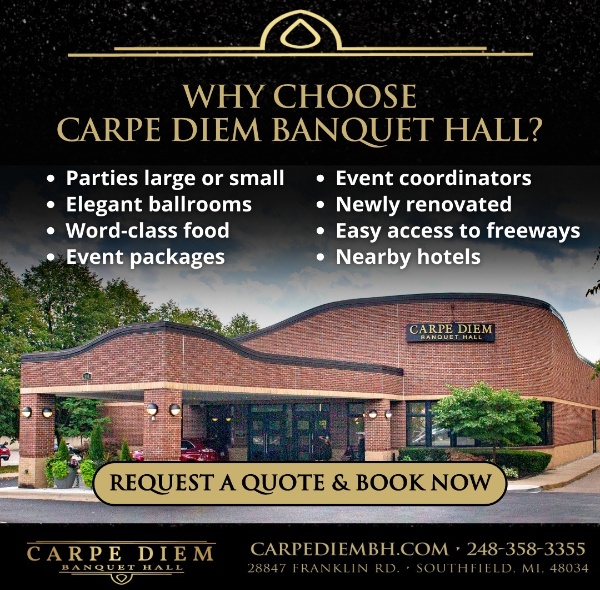 WHY CHOOSE
CARPE DIEM BANQUET HALL?
• Parties large or small
• Elegant ballrooms
• Word-class food
• Event packages
• Event coordinators
• Newly renovated
• Easy access to freeways
• Nearby hotels
CARPE DIEM
BANQUET HALL
REQUEST A QUOTE & BOOK NOW
CARPE DIEM
BANQUET HALL
CARPEDIEMBH.COM • 248-358-3355
28847 FRANKLIN RD. • SOUTHFIELD, MI. 48034